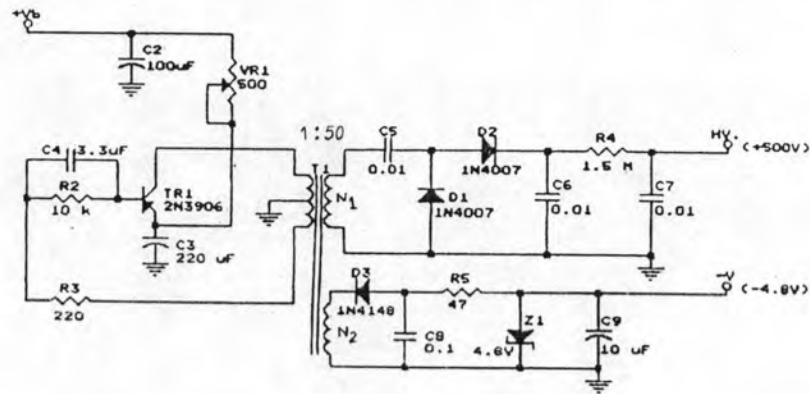 +Vb
C2
100uF
VR1
500
C4
3.3uF
R2
10 k
TR1
2N3906
C3
220 uF
R3
220
1:50
T1
N1
N2
C5
0.01
D1
1N4007
D2
1N4007
C6
0.01
R4
1.5 M
C7
0.01
HV.
(+500V)
D3
1N4148
C8
0.1
R5
47
Z1
4.8V
C9
10 uF
-V
(-4.8V)